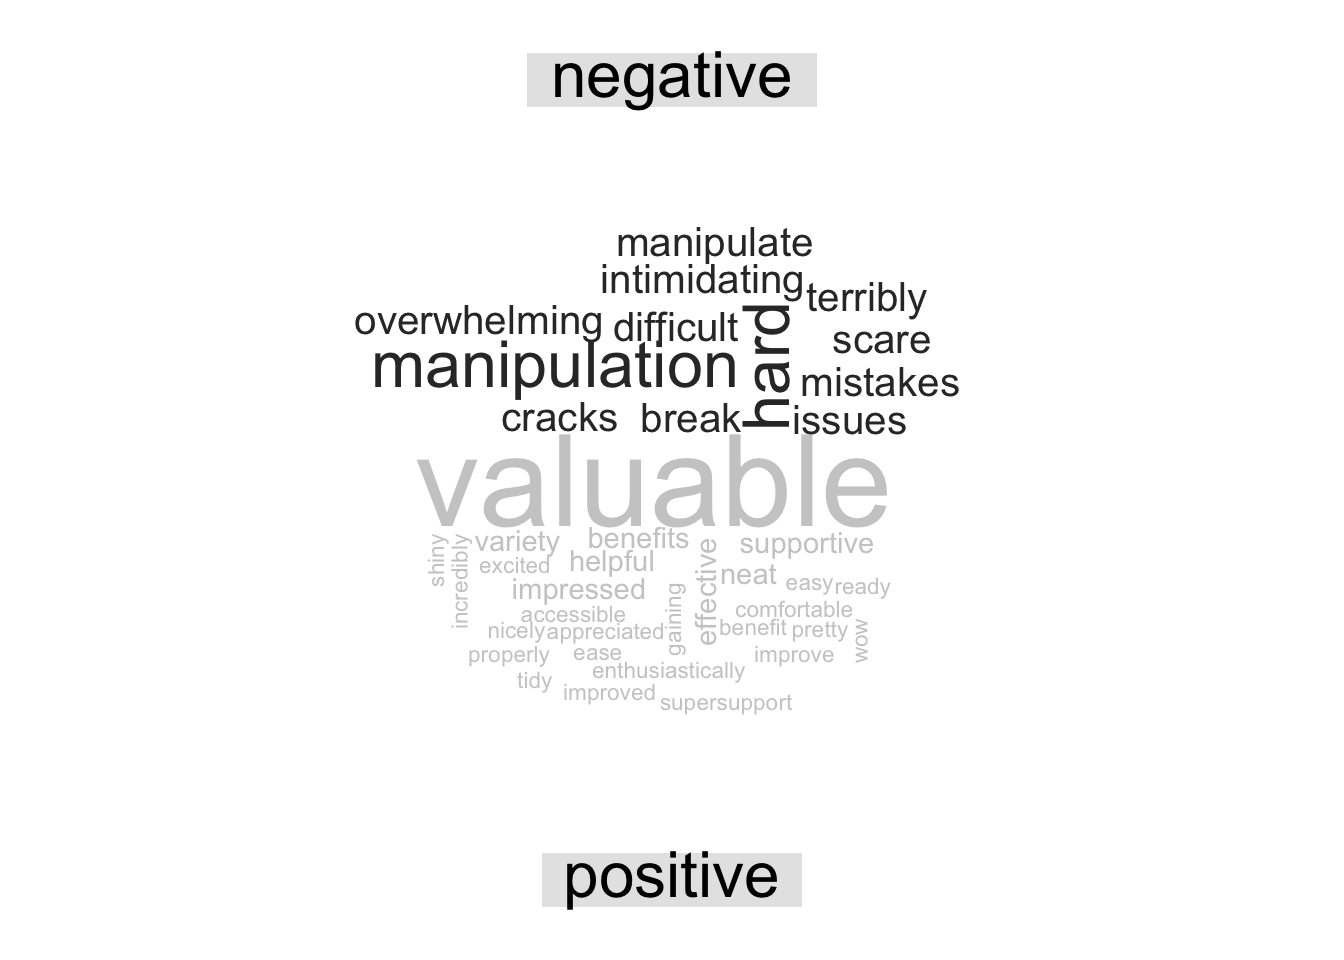 negative
manipulate
intimidating
terribly
overwhelming
difficult
hard
scare
manipulation
mistakes
cracks
break
issues
valuable
shiny
incredibly
variety
benefits
supportive
excited
helpful
effective
neat
easy
ready
impressed
accessible
gaining
comfortable
nicely
appreciated
benefit
pretty
wow
properly
ease
improve
enthusiastically
tidy
improved
supersupport
positive